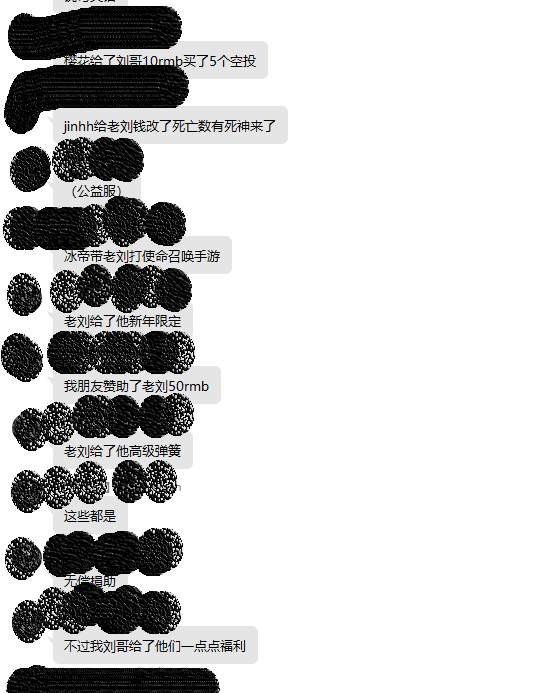 樱花给了刘哥10rmb买了5个空投
jinhh给老刘钱改了死亡数有死神来了
（公益服）
冰帝带老刘打使命召唤手游
老刘给了他新年限定
我朋友赞助了老刘50rmb
老刘给了他高级弹簧
这些都是
无偿捐助
不过我刘哥给了他们一点点福利